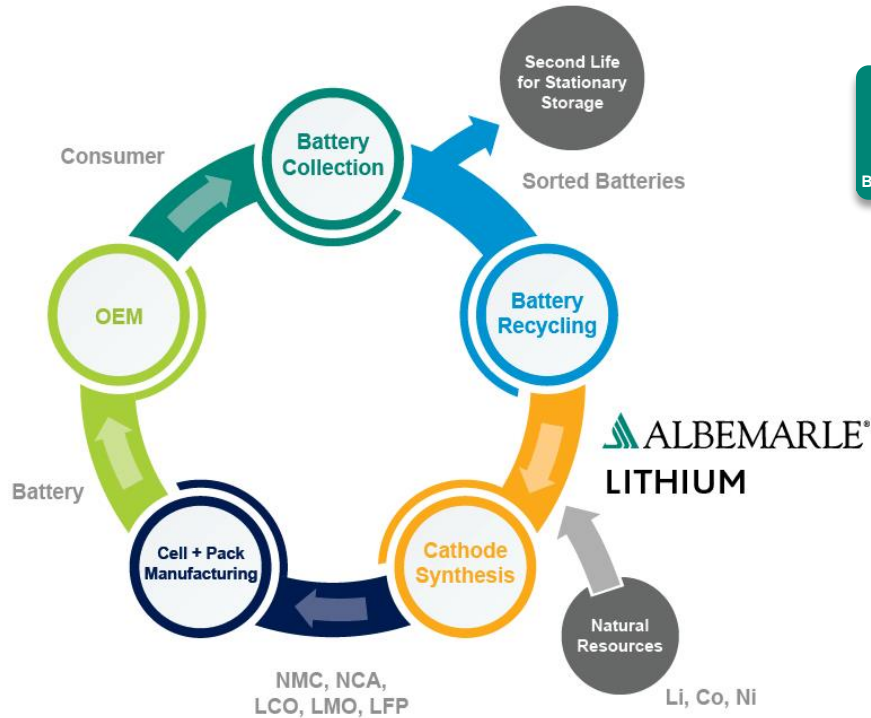 Second Life
for Stationary
Storage
Battery
Collection
Consumer
Sorted Batteries
B
OEM
Battery
Recycling
ALBEMARLE®
LITHIUM
Battery
Cell + Pack
Manufacturing
Cathode
Synthesis
Natural
Resources
NMC, NCA,
LCO, LMO, LFP
Li, Co, Ni